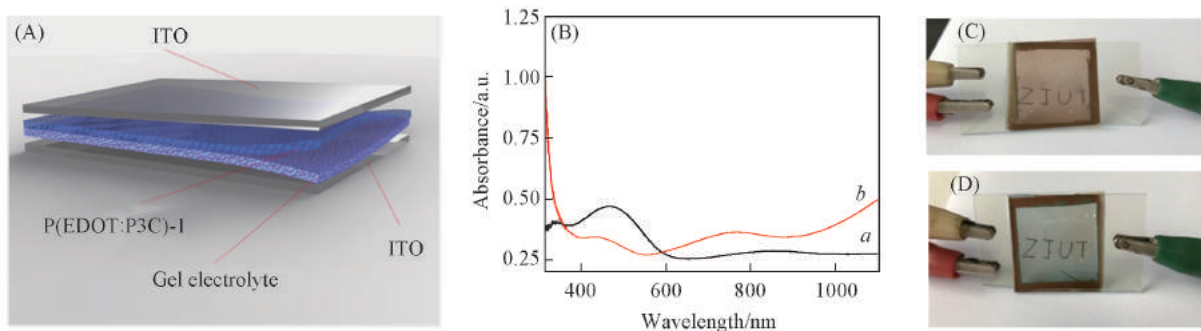 (A)
ITO
P(EDOT:P3C)-1
Gel electrolyte
ITO
(B)
Absorbance/a.u.
1.25
1.00
0.75
0.50
0.25
b
a
400
600
800
1000
Wavelength/nm
(C)
ZJUT
(D)
ZJUT